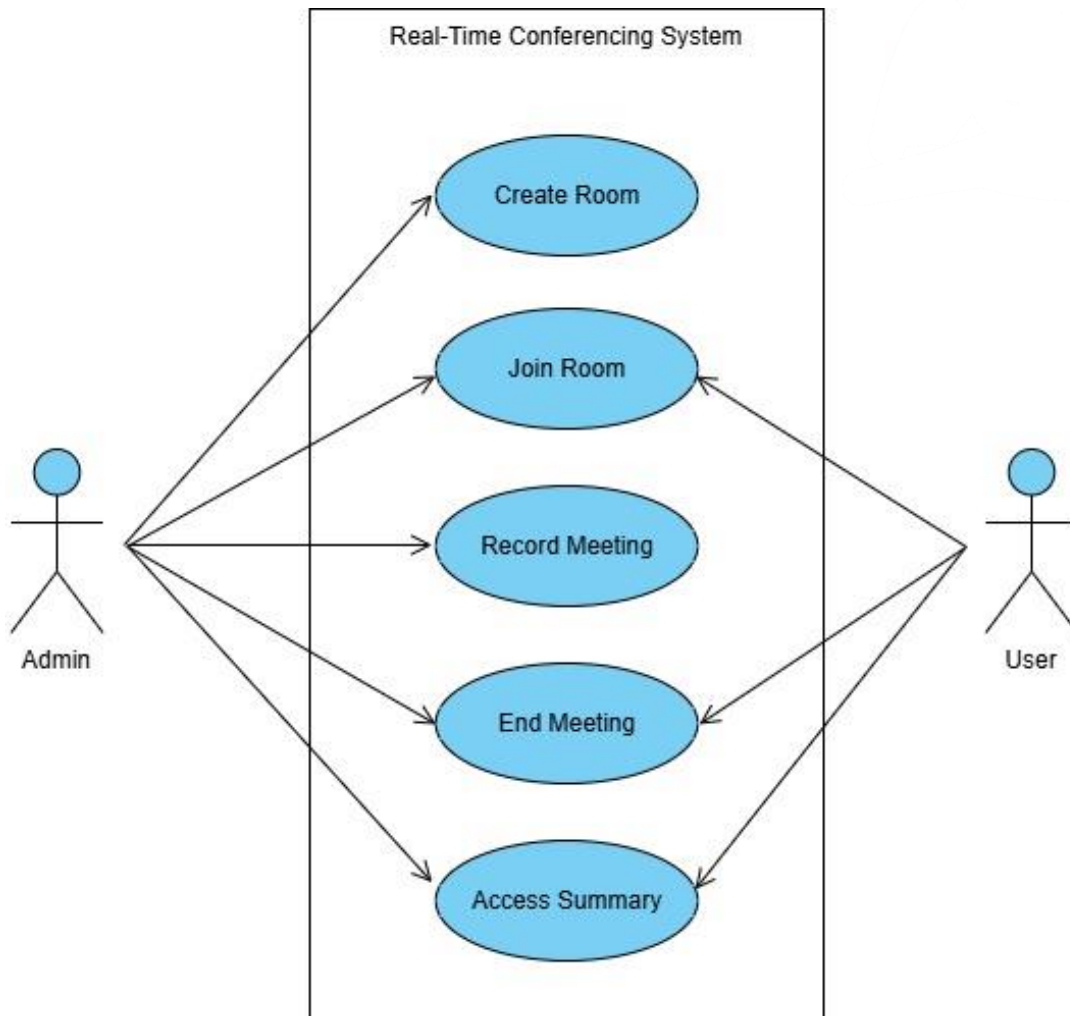 Real-Time Conferencing System
Create Room
Join Room
Record Meeting
End Meeting
Access Summary
Admin
User